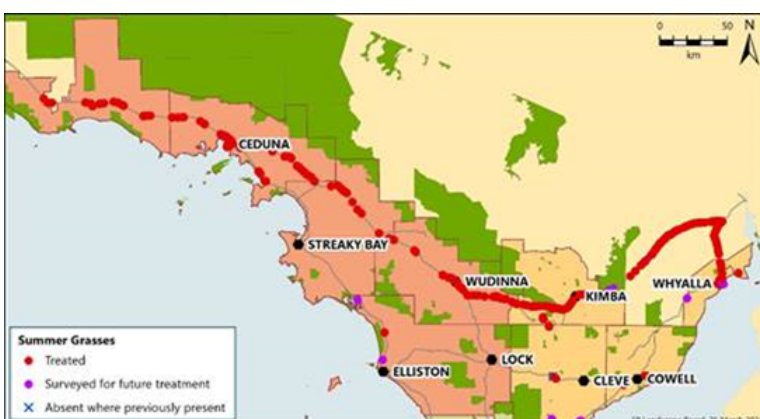 0 50 N
km
CEDUNA
STREAKY BAY
WUDINNA
KIMBA
WHYALLA
LOCK
ELLISTON
CLEVE
COWELL
Summer Grasses
Treated
Surveyed for future treatment
Absent where previously present